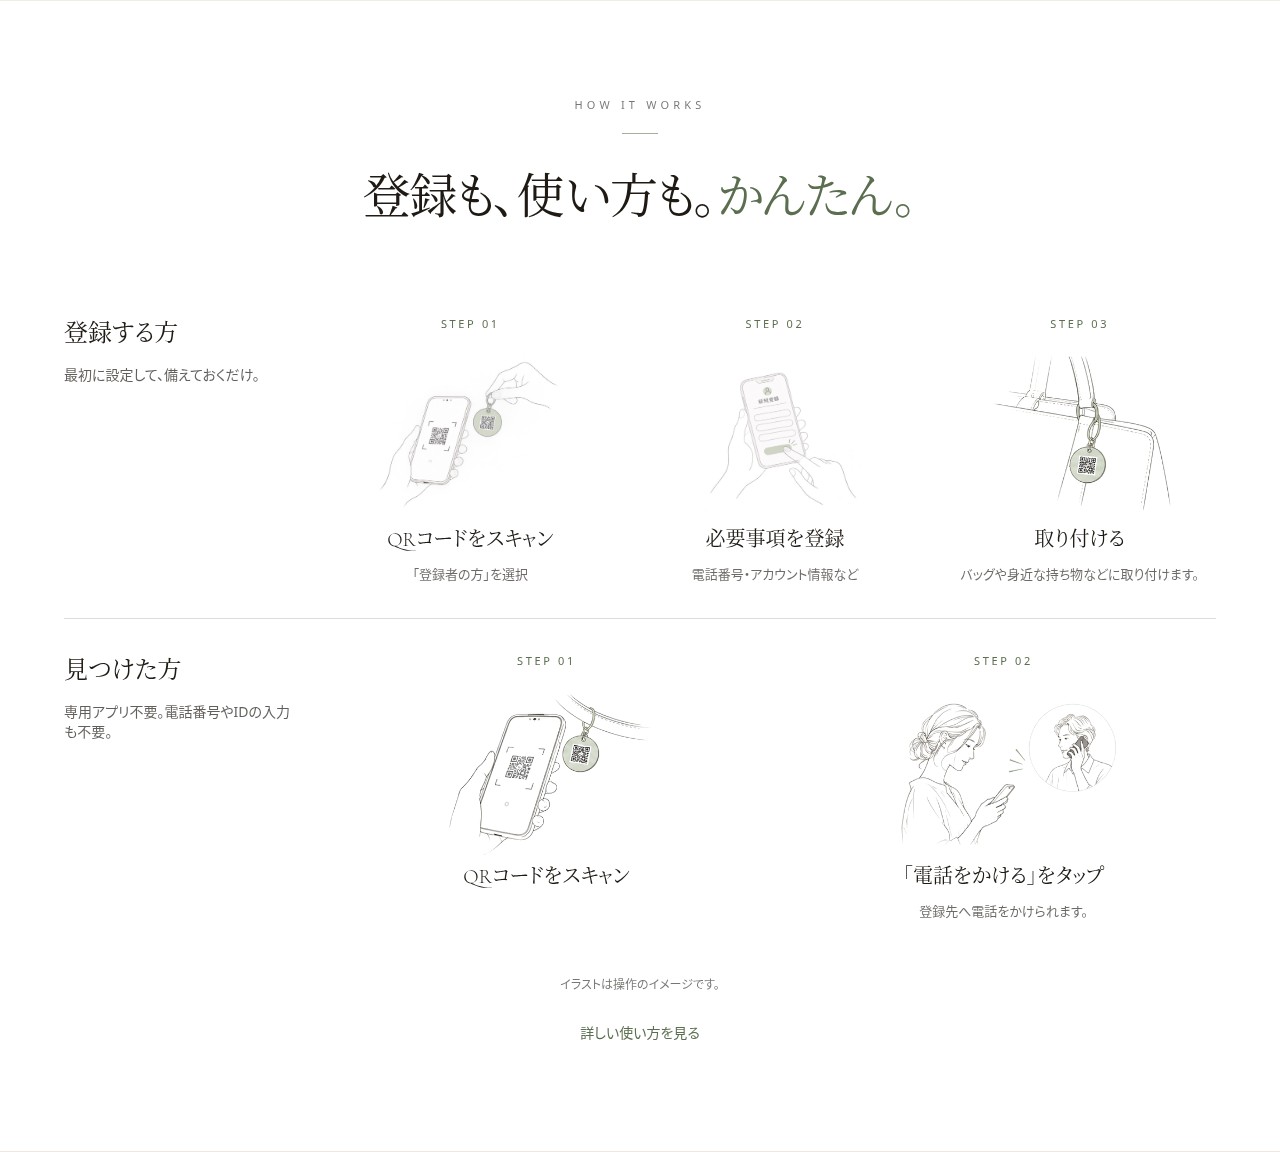 HOW IT WORKS
登録も、使い方も。かんたん。
登録する方
最初に設定して、備えておくだけ。
STEP 01
QRコードをスキャン
「登録者の方」を選択
STEP 02
必要事項を登録
電話番号・アカウント情報など
STEP 03
取り付ける
バッグや身近な持ち物などに取り付けます。
見つけた方
専用アプリ不要。電話番号やIDの入力
も不要。
STEP 01
QRコードをスキャン
STEP 02
「電話をかける」をタップ
登録先へ電話をかけられます。
イラストは操作のイメージです。
詳しい使い方を見る